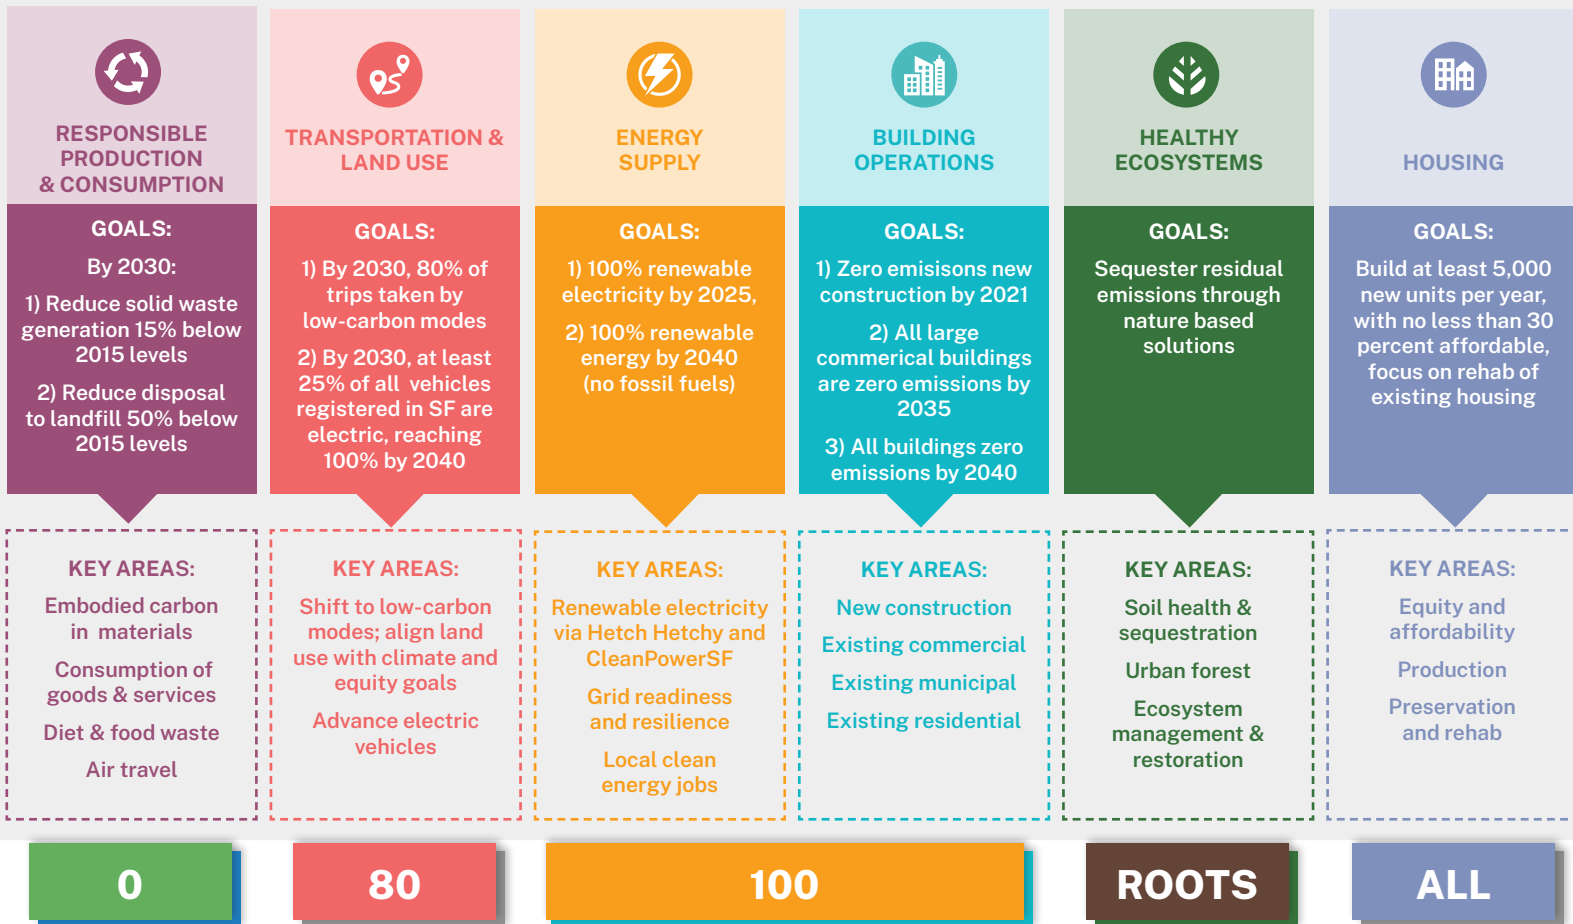 RESPONSIBLE
PRODUCTION
& CONSUMPTION
GOALS:
By 2030:
1) Reduce solid waste
generation 15% below
2015 levels
2) Reduce disposal
to landfill 50% below
2015 levels
KEY AREAS:
Embodied carbon
in materials
Consumption of
goods & services
Diet & food waste
Air travel
0
TRANSPORTATION &
LAND USE
GOALS:
1) By 2030, 80% of
trips taken by
low-carbon modes
2) By 2030, at least
25% of all vehicles
registered in SF are
electric, reaching
100% by 2040
KEY AREAS:
Shift to low-carbon
modes; align land
use with climate and
equity goals
Advance electric
vehicles
80
ENERGY
SUPPLY
GOALS:
1) 100% renewable
electricity by 2025,
2) 100% renewable
energy by 2040
(no fossil fuels)
KEY AREAS:
Renewable electricity
via Hetch Hetchy and
CleanPowerSF
Grid readiness
and resilience
Local clean
energy jobs
BUILDING
OPERATIONS
GOALS:
1) Zero emisisons new
construction by 2021
2) All large
commerical buildings
are zero emissions by
2035
3) All buildings zero
emissions by 2040
KEY AREAS:
New construction
Existing commercial
Existing municipal
Existing residential
100
HEALTHY
ECOSYSTEMS
GOALS:
Sequester residual
emissions through
nature based
solutions
KEY AREAS:
Soil health &
sequestration
Urban forest
Ecosystem
management &
restoration
ROOTS
HOUSING
GOALS:
Build at least 5,000
new units per year,
with no less than 30
percent affordable,
focus on rehab of
existing housing
KEY AREAS:
Equity and
affordability
Production
Preservation
and rehab
ALL